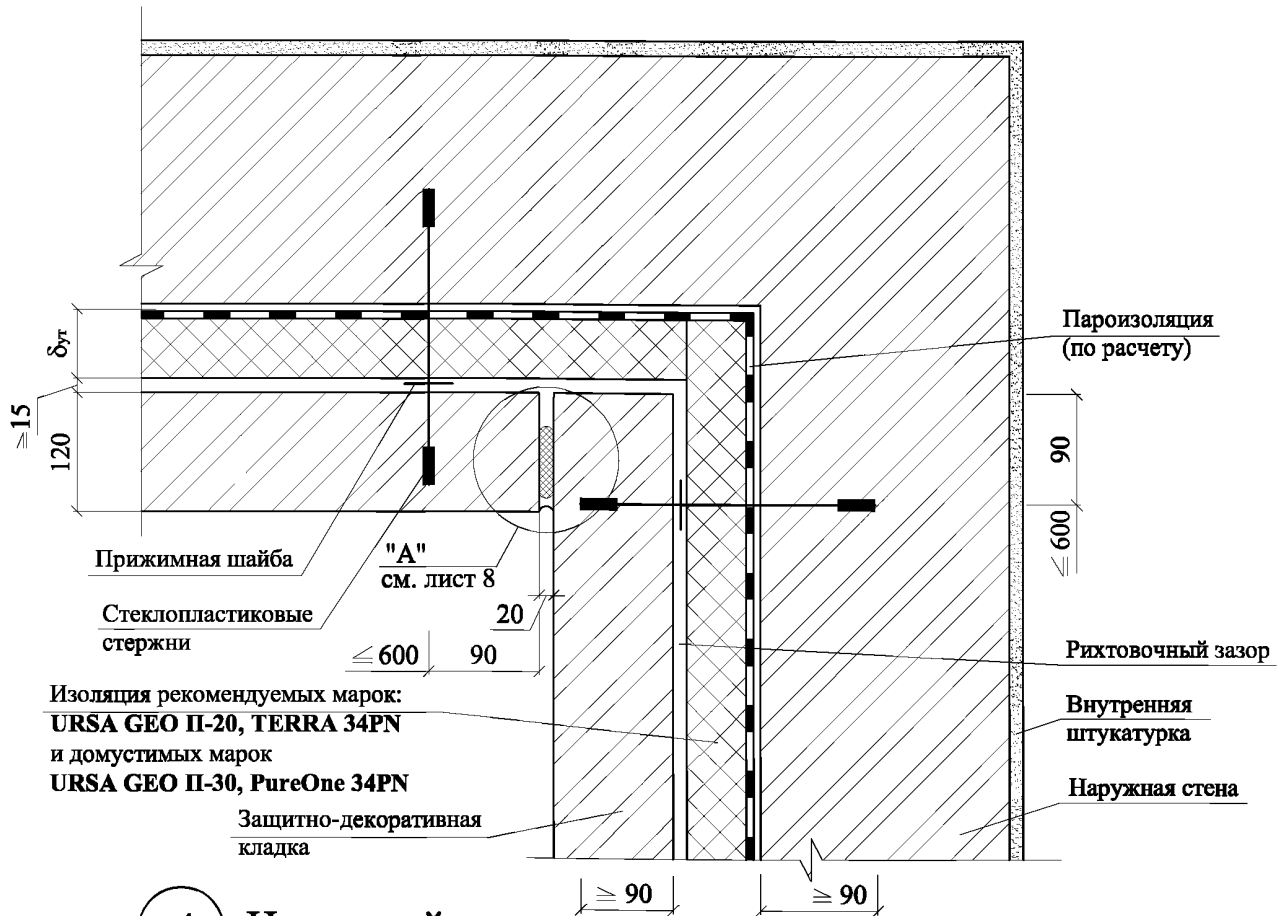 Пароизоляция
(по расчету)
δут
≥15
120
90
≤600
Прижимная шайба
"А"
см. лист 8
Стеклопластиковые
стержни
20
≤ 600
90
Рихтовочный зазор
Изоляция рекомендуемых марок:
URSA GEO П-20, TERRA 34PN
и домустимых марок
URSA GEO П-30, PureOne 34PN
Внутренняя
штукатурка
Наружная стена
Защитно-декоративная
кладка
≥ 90
≥ 90